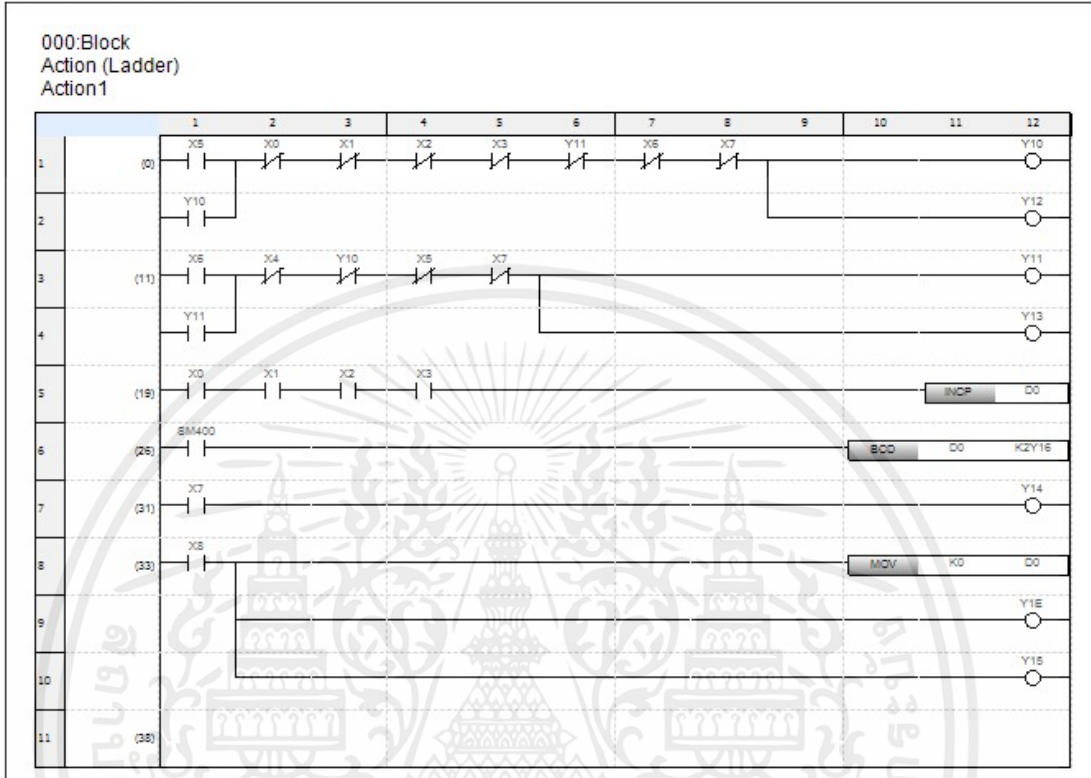 000:Block
Action (Ladder)
Action1
1 2 3 4 5 6 7 8 9 10 11 12
X5 X0 X1 X2 X3 Y11 X6 X7 Y10
1 (0)
Y10 Y12
2
X6 X4 Y10 X5 X7 Y11
3 (11)
Y11 Y13
4
X0 X1 X2 X3
5 (19) INCP D0
SM400
6 (26) BCD D0 K2Y16
X7 Y14
7 (31)
X8
8 (33) MOV K0 D0
Y1E
9
Y15
10
11 (38)